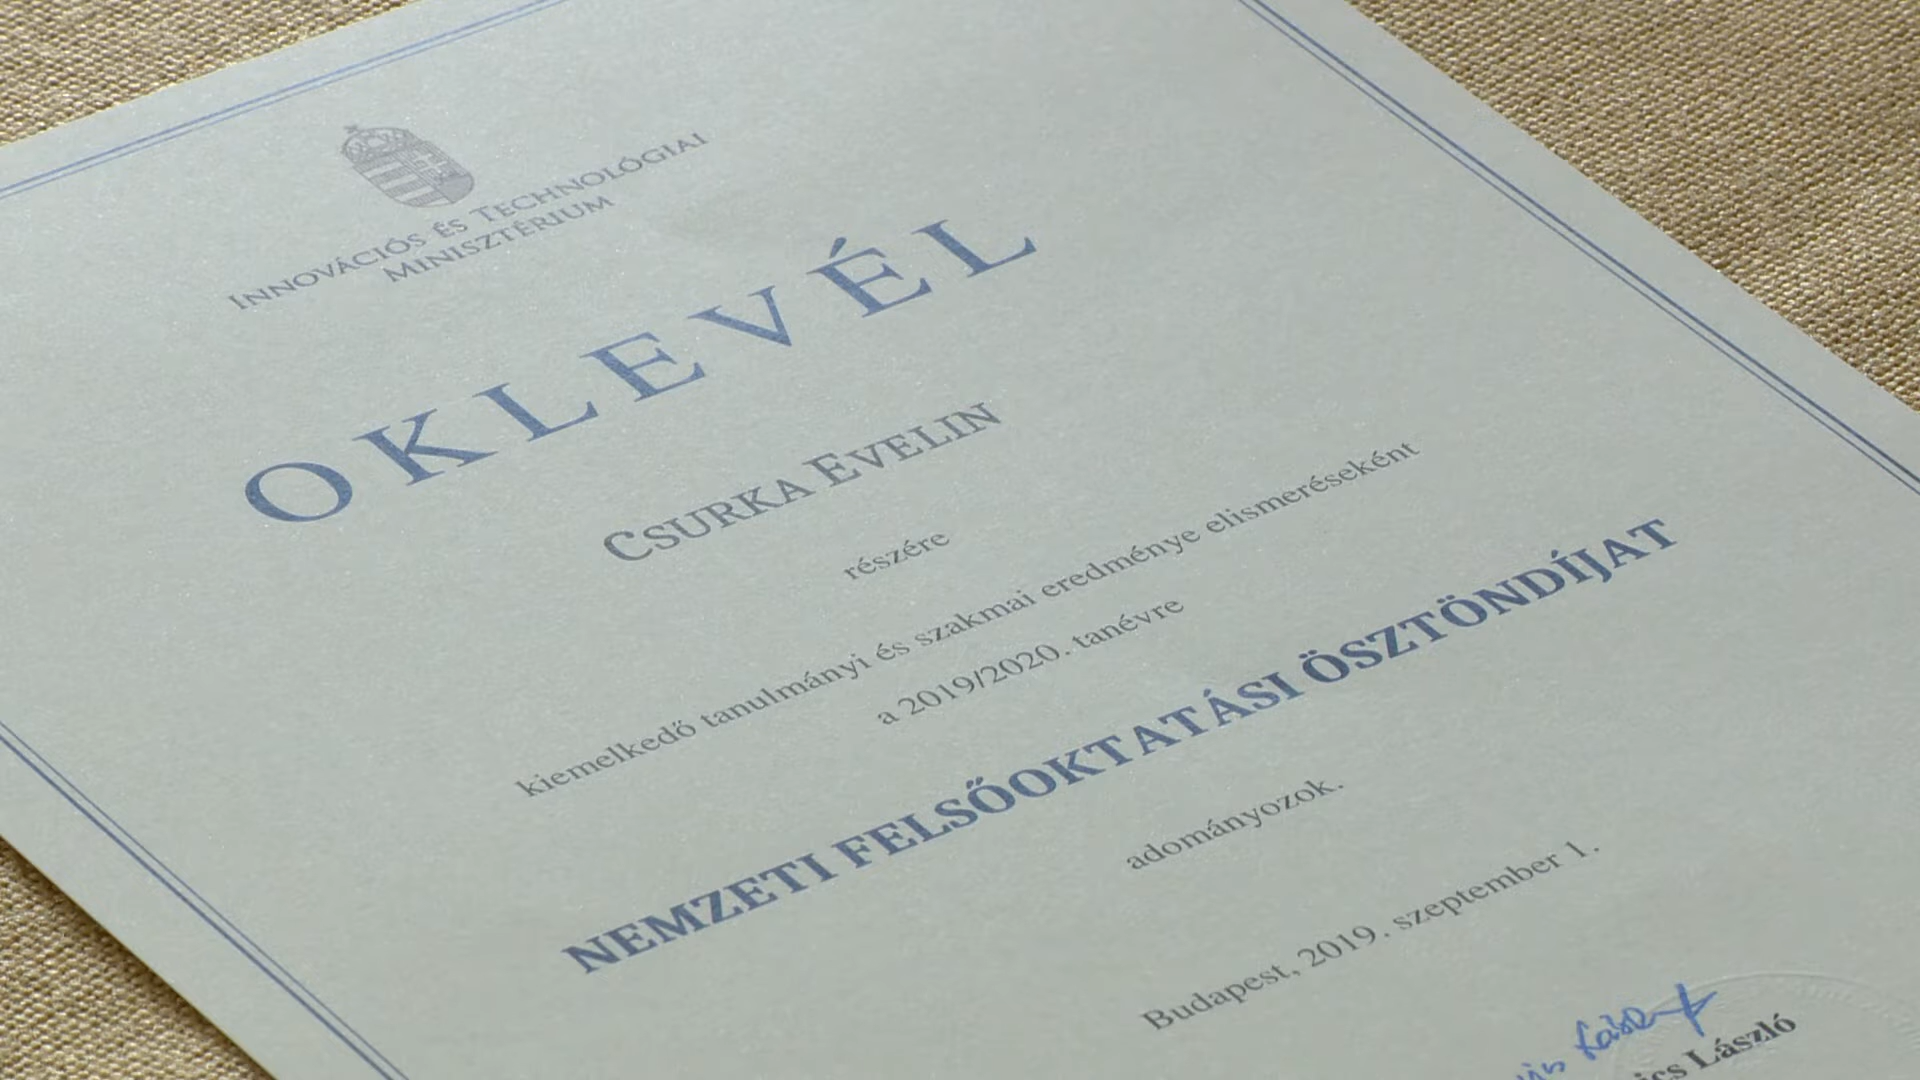 INNOVÁCIÓS ÉS TECHNOLÓGIAI
MINISZTÉRIUM
OKLEVÉL
CSURKA EVELIN
részére
kiemelkedő tanulmányi és szakmai eredménye elismeréseként
a 2019/2020. tanévre
NEMZETI FELSŐOKTATÁSI ÖSZTÖNDÍJAT
adományozok.
Budapest, 2019. szeptember 1.
László